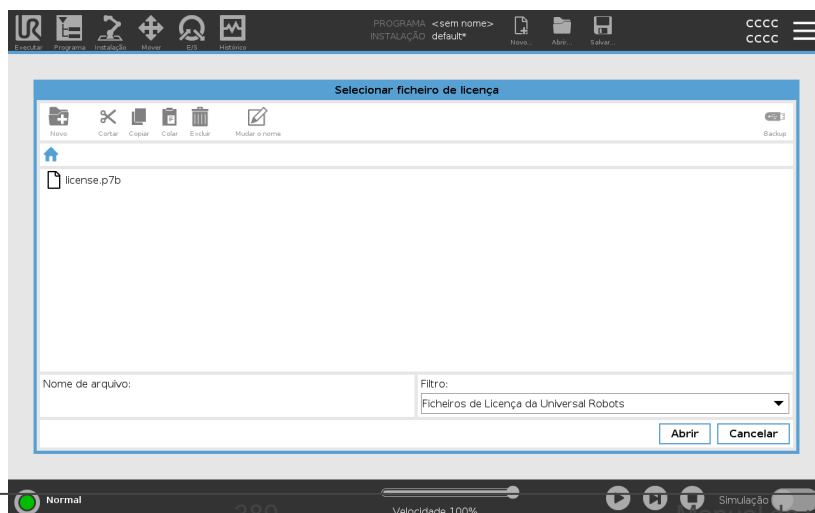 PROGRAMA <sem nome>
INSTALAÇÃO default*
cccc
cccc
Executar Programa Instalação Mover E/S Histórico
Novo... Abrir... Salvar...
Selecionar ficheiro de licença
Novo Cortar Copiar Colar Excluir Mudar o nome
Backup
license.p7b
Nome de arquivo:
Filtro:
Ficheiros de Licença da Universal Robots
Abrir Cancelar
Normal
Velocidade 100%
Simulação